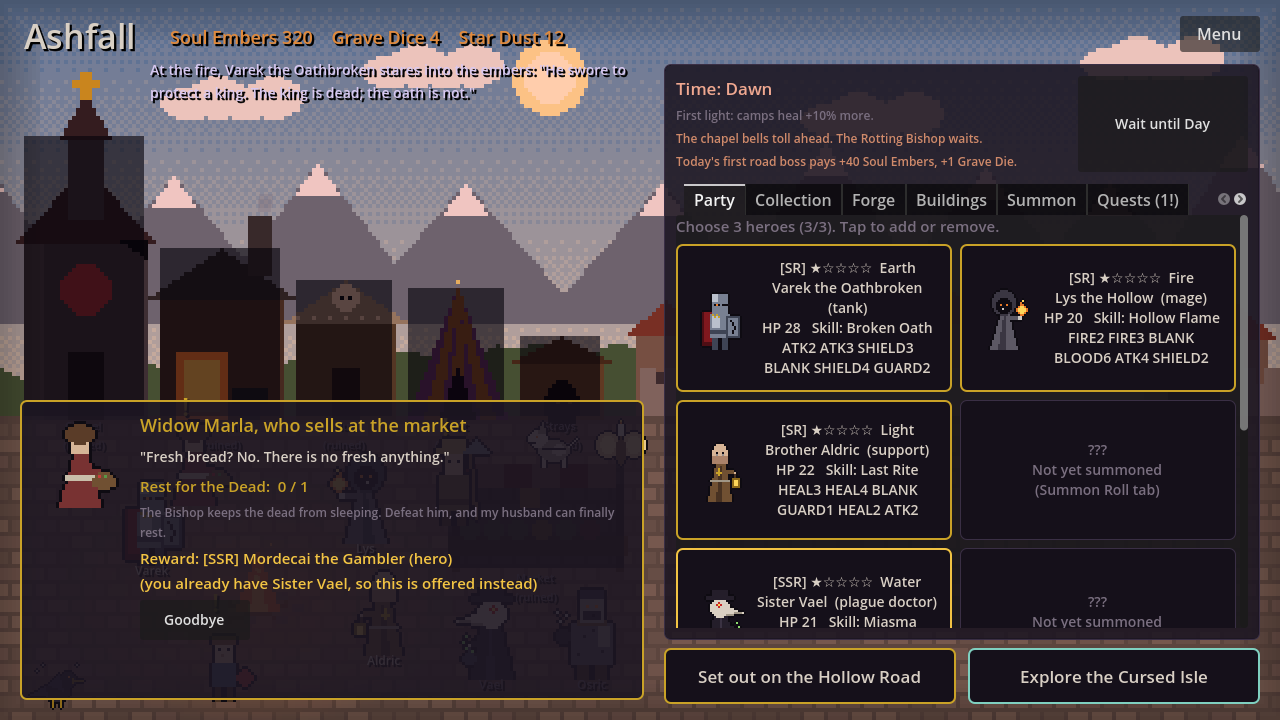 Ashfall
Soul Embers 320 Grave Dice 4 Star Dust 12
Menu
At the fire, Varek the Oathbroken stares into the embers: "He swore to
protect a king. The king is dead; the oath is not."
Time: Dawn
First light: camps heal +10% more.
The chapel bells toll ahead. The Rotting Bishop waits.
Today's first road boss pays +40 Soul Embers, +1 Grave Die.
Wait until Day
Party
Collection
Forge
Buildings
Summon
Quests (1!)
Choose 3 heroes (3/3). Tap to add or remove.
[SR] ★☆☆☆☆ Earth
Varek the Oathbroken
(tank)
HP 28 Skill: Broken Oath
ATK2 ATK3 SHIELD3
BLANK SHIELD4 GUARD2
[SR] ★☆☆☆☆ Fire
Lys the Hollow (mage)
HP 20 Skill: Hollow Flame
FIRE2 FIRE3 BLANK
BLOOD6 ATK4 SHIELD2
[SR] ★☆☆☆☆ Light
Brother Aldric (support)
HP 22 Skill: Last Rite
HEAL3 HEAL4 BLANK
GUARD1 HEAL2 ATK2
???
Not yet summoned
(Summon Roll tab)
[SSR] ★☆☆☆☆ Water
Sister Vael (plague doctor)
HP 21 Skill: Miasma
???
Not yet summoned
Widow Marla, who sells at the market
"Fresh bread? No. There is no fresh anything."
Rest for the Dead: 0 / 1
The Bishop keeps the dead from sleeping. Defeat him, and my husband can finally
rest.
Reward: [SSR] Mordecai the Gambler (hero)
(you already have Sister Vael, so this is offered instead)
Goodbye
Varek
Lys
Aldric
Vael
Osric
Set out on the Hollow Road
Explore the Cursed Isle